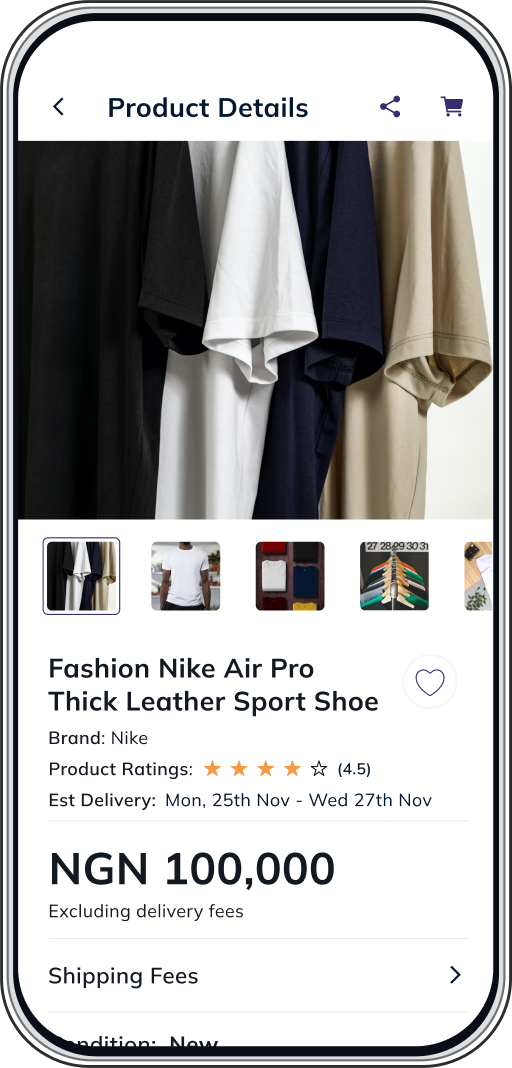 Product Details
27 28 29 30 31
Fashion Nike Air Pro
Thick Leather Sport Shoe
Brand: Nike
Product Ratings: (4.5)
Est Delivery: Mon, 25th Nov - Wed 27th Nov
NGN 100,000
Excluding delivery fees
Shipping Fees
Condition: New